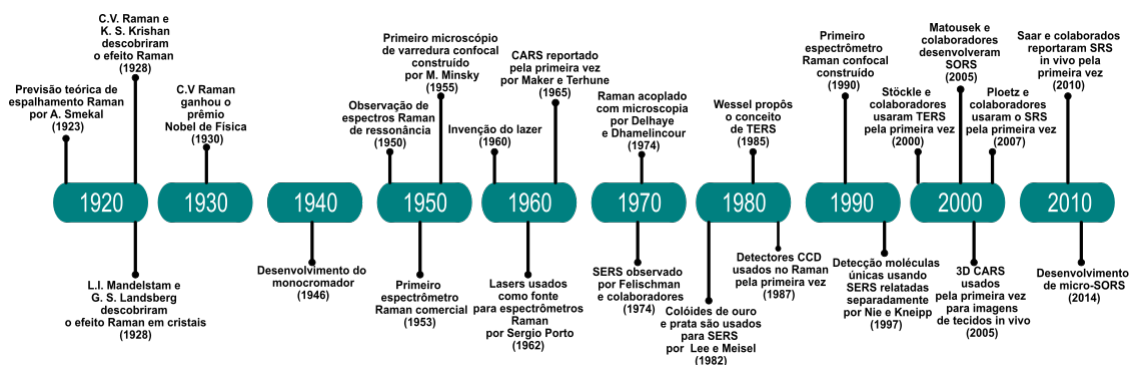 Previsão teórica de
espalhamento Raman
por A. Smekal
(1923)
C.V. Raman e
K. S. Krishan
descobriram
o efeito Raman
(1928)
1920
L.I. Mandelstam e
G. S. Landsberg
descobriram
o efeito Raman em cristais
(1928)
C.V Raman
ganhou o
prêmio
Nobel de Física
(1930)
1930
1940
Desenvolvimento do
monocromador
(1946)
Observação de
espectros Raman
de ressonância
(1950)
Primeiro microscópio
de varredura confocal
construído
por M. Minsky
(1955)
1950
Primeiro
espectrômetro
Raman comercial
(1953)
Invenção do lazer
(1960)
CARS reportado
pela primeira vez
por Maker e Terhune
(1965)
1960
Lasers usados
como fonte
para espectrômetros
Raman
por Sergio Porto
(1962)
Raman acoplado
com microscopia
por Delhaye
e Dhamelincour
(1974)
1970
SERS observado
por Felischman
e colaboradores
(1974)
Wessel propôs
o conceito
de TERS
(1985)
1980
Colóides de ouro
e prata são usados
para SERS
por Lee e Meisel
(1982)
Detectores CCD
usados no Raman
pela primeira vez
(1987)
Primeiro
espectrômetro
Raman confocal
construído
(1990)
1990
Detecção moléculas
únicas usando
SERS relatadas
separadamente
por Nie e Kneipp
(1997)
Stöckle e
colaboradores
usaram TERS
pela primeira vez
(2000)
Matousek e
colaboradores
desenvolveram
SORS
(2005)
Ploetz e
colaboradores
usaram o SRS
pela primeira vez
(2007)
2000
3D CARS
usados
pela primeira vez
para imagens
de tecidos in vivo
(2005)
Saar e colaborados
reportaram SRS
in vivo pela
primeira vez
(2010)
2010
Desenvolvimento
de micro-SORS
(2014)